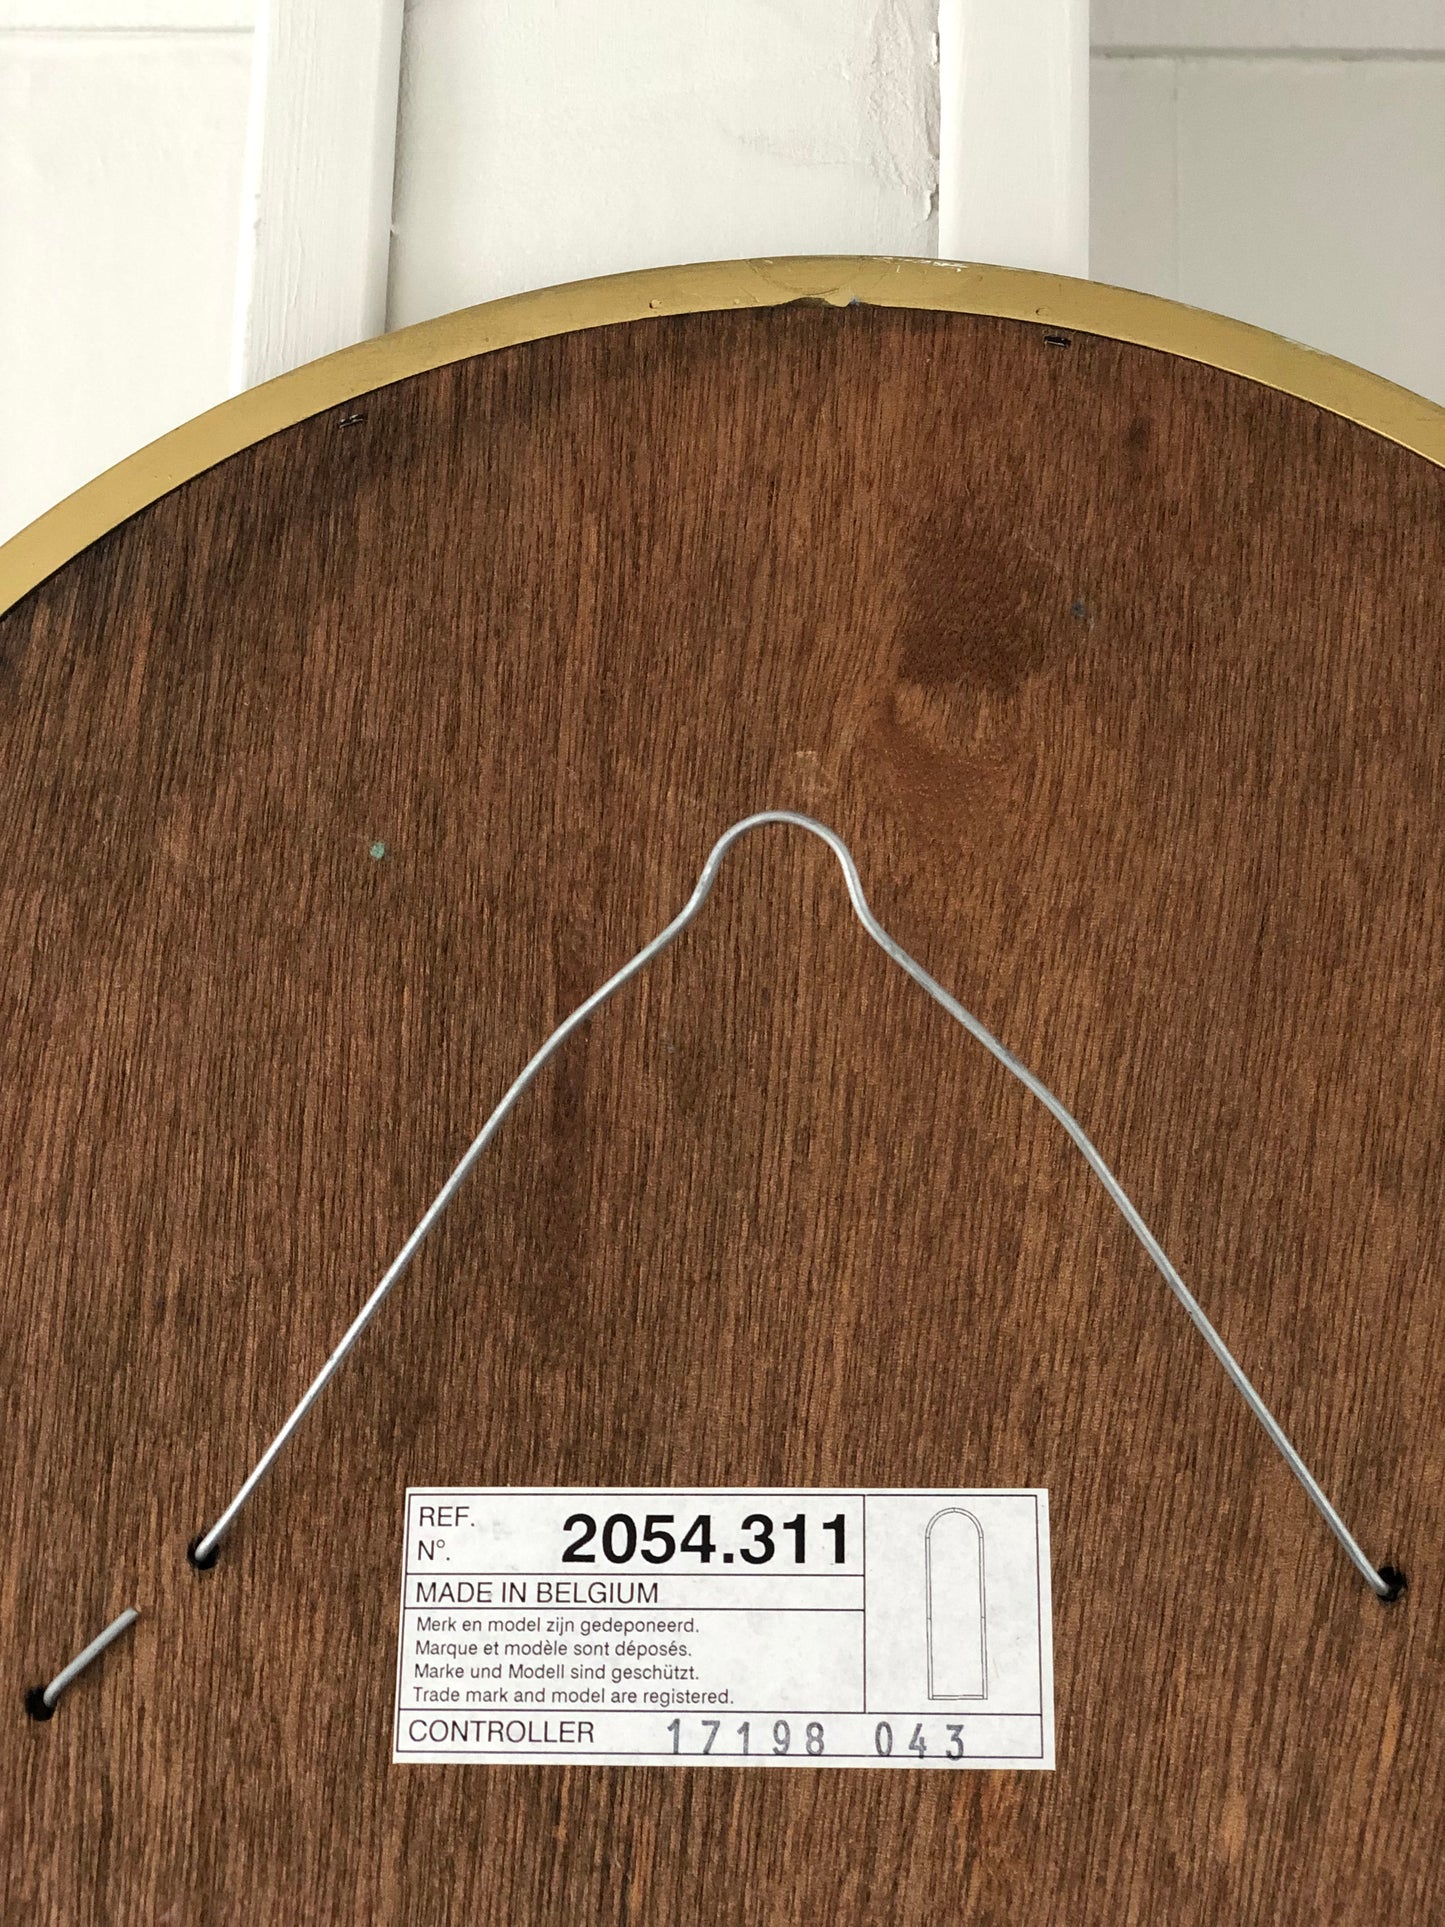 REF.
N°. 2054.311
MADE IN BELGIUM
Merk en model zijn gedeponeerd.
Marque et modèle sont déposés.
Marke und Modell sind geschützt.
Trade mark and model are registered.
CONTROLLER 17198 043